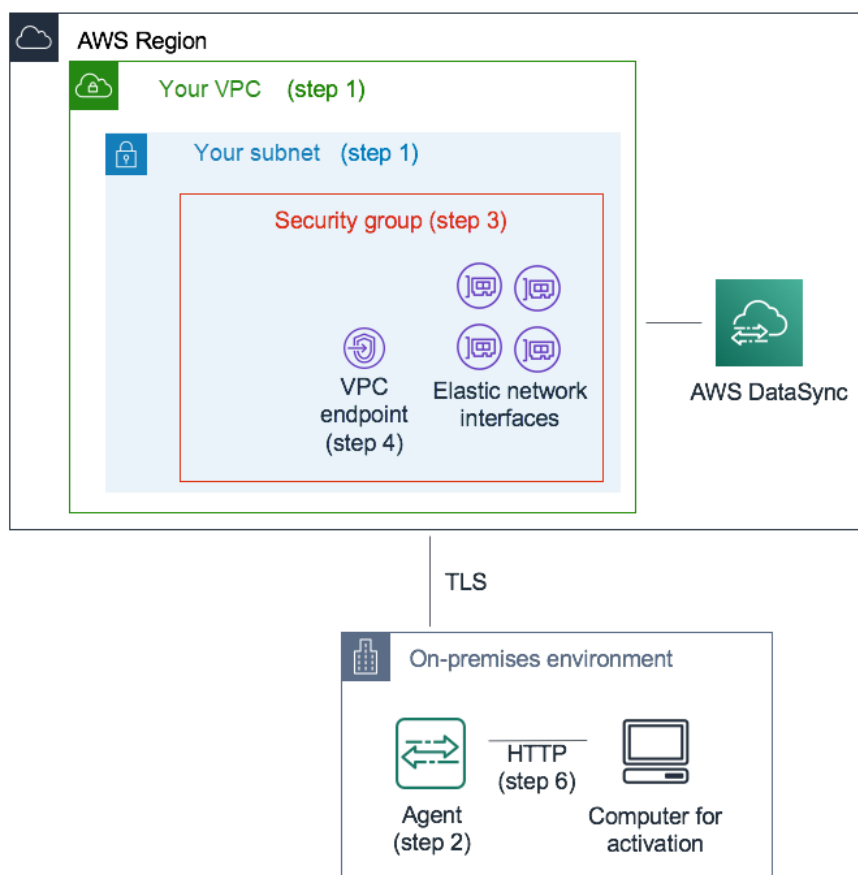 AWS Region
Your VPC (step 1)
Your subnet (step 1)
Security group (step 3)
VPC
endpoint
(step 4)
Elastic network
interfaces
AWS DataSync
TLS
On-premises environment
HTTP
(step 6)
Agent
(step 2)
Computer for
activation